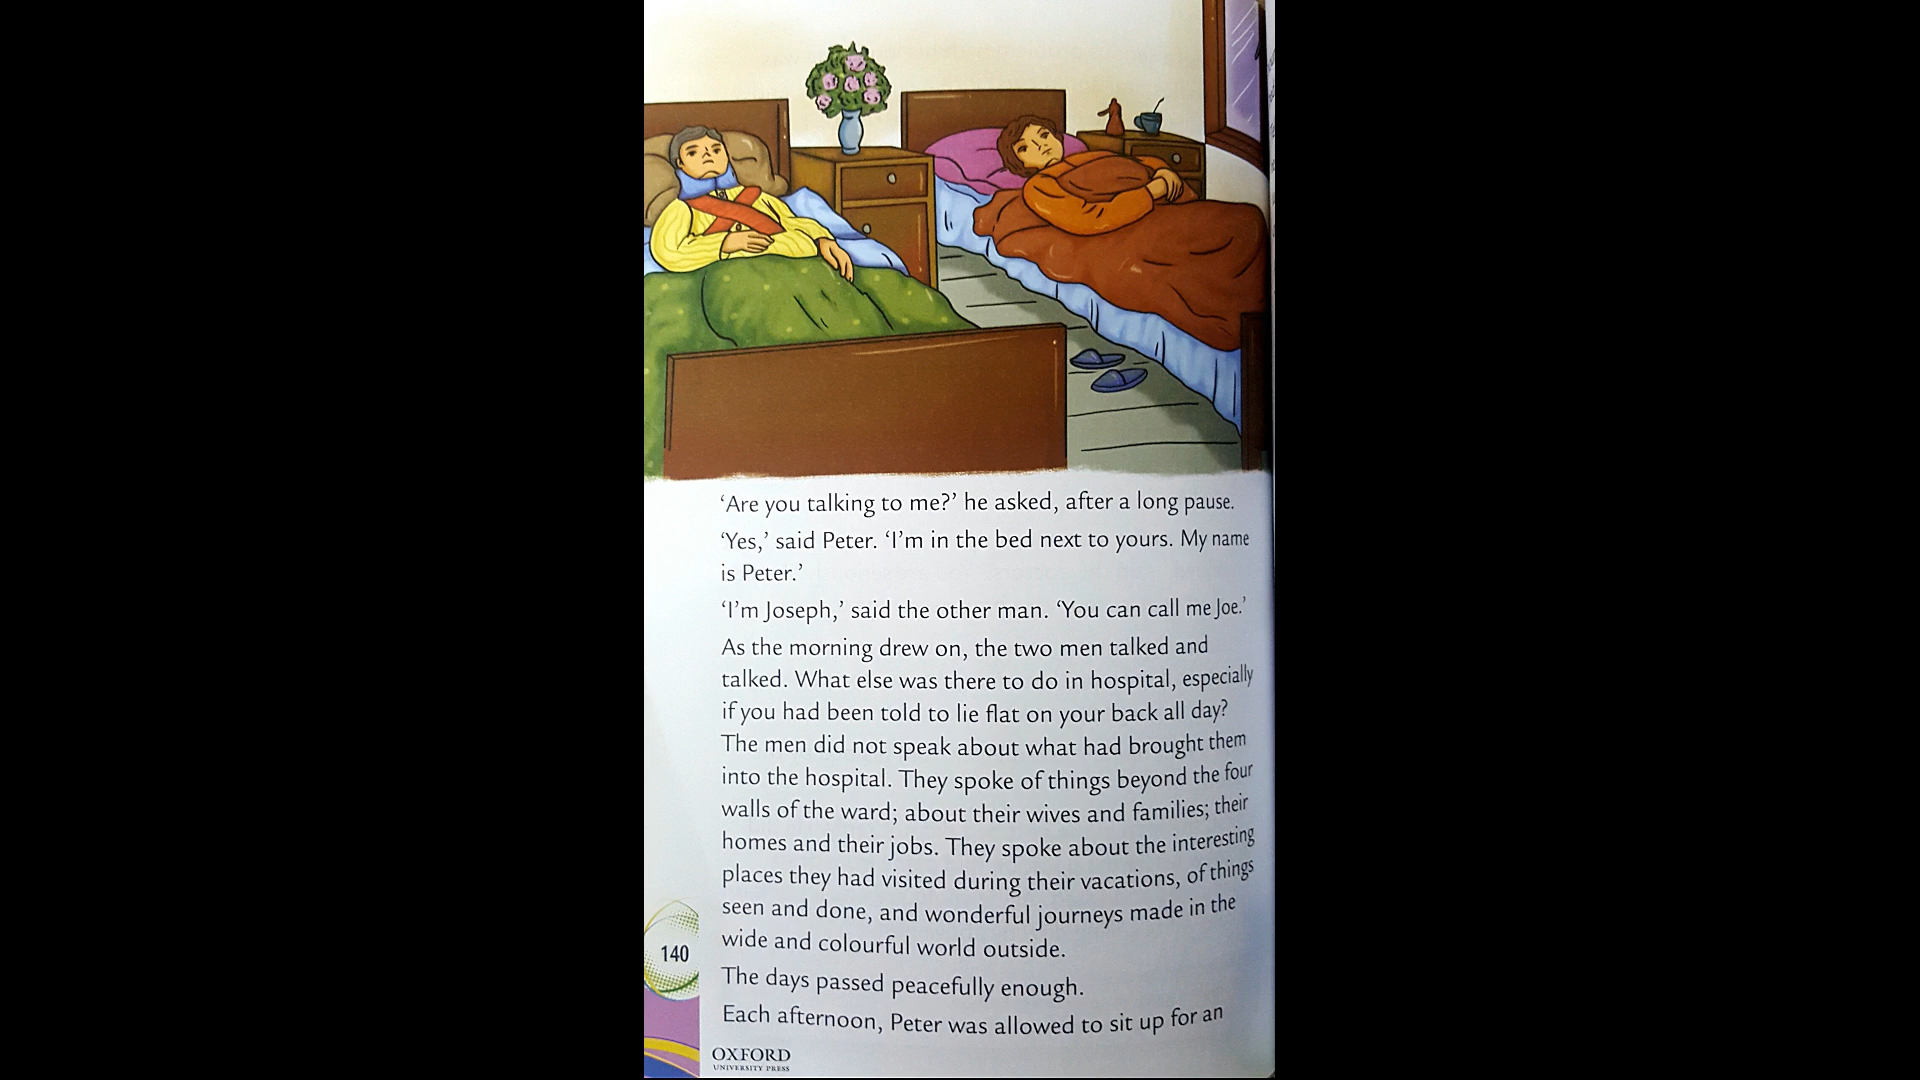 ‘Are you talking to me?’ he asked, after a long pause.
‘Yes,’ said Peter. ‘I’m in the bed next to yours. My name
is Peter.’
‘I’m Joseph,’ said the other man. ‘You can call me Joe.’
As the morning drew on, the two men talked and
talked. What else was there to do in hospital, especially
if you had been told to lie flat on your back all day?
The men did not speak about what had brought them
into the hospital. They spoke of things beyond the four
walls of the ward; about their wives and families; their
homes and their jobs. They spoke about the interesting
places they had visited during their vacations, of things
seen and done, and wonderful journeys made in the
wide and colourful world outside.
The days passed peacefully enough.
Each afternoon, Peter was allowed to sit up for an
140
OXFORD
UNIVERSITY PRESS